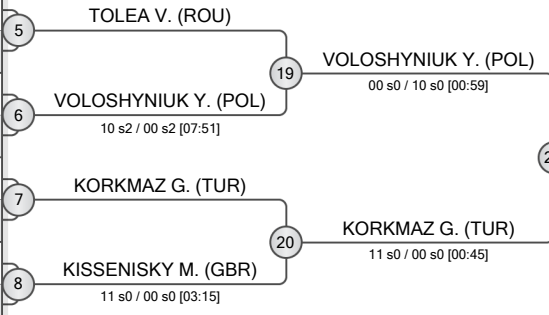 TOLEA V. (ROU)
5
VOLOSHYNIUK Y. (POL)
19
00 s0 / 10 s0 [00:59]
VOLOSHYNIUK Y. (POL)
6
10 s2 / 00 s2 [07:51]
2
KORKMAZ G. (TUR)
7
KORKMAZ G. (TUR)
20
11 s0 / 00 s0 [00:45]
KISSENISKY M. (GBR)
8
11 s0 / 00 s0 [03:15]